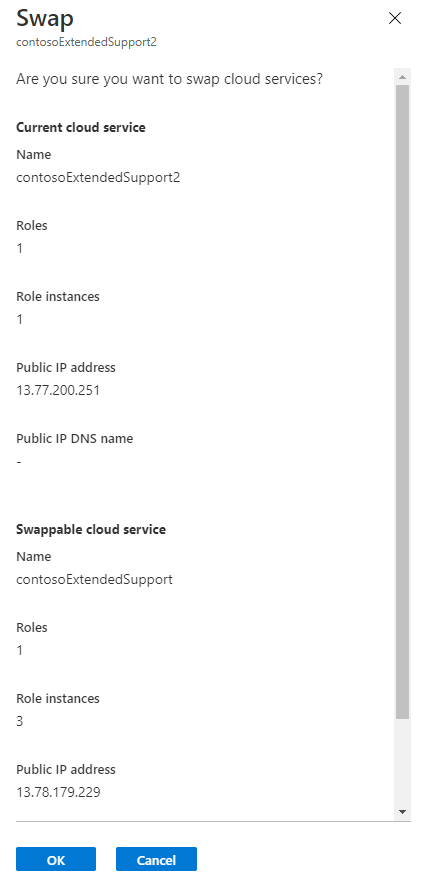 Swap
contosoExtendedSupport2
Are you sure you want to swap cloud services?
Current cloud service
Name
contosoExtendedSupport2
Roles
1
Role instances
1
Public IP address
13.77.200.251
Public IP DNS name
-
Swappable cloud service
Name
contosoExtendedSupport
Roles
1
Role instances
3
Public IP address
13.78.179.229
OK
Cancel